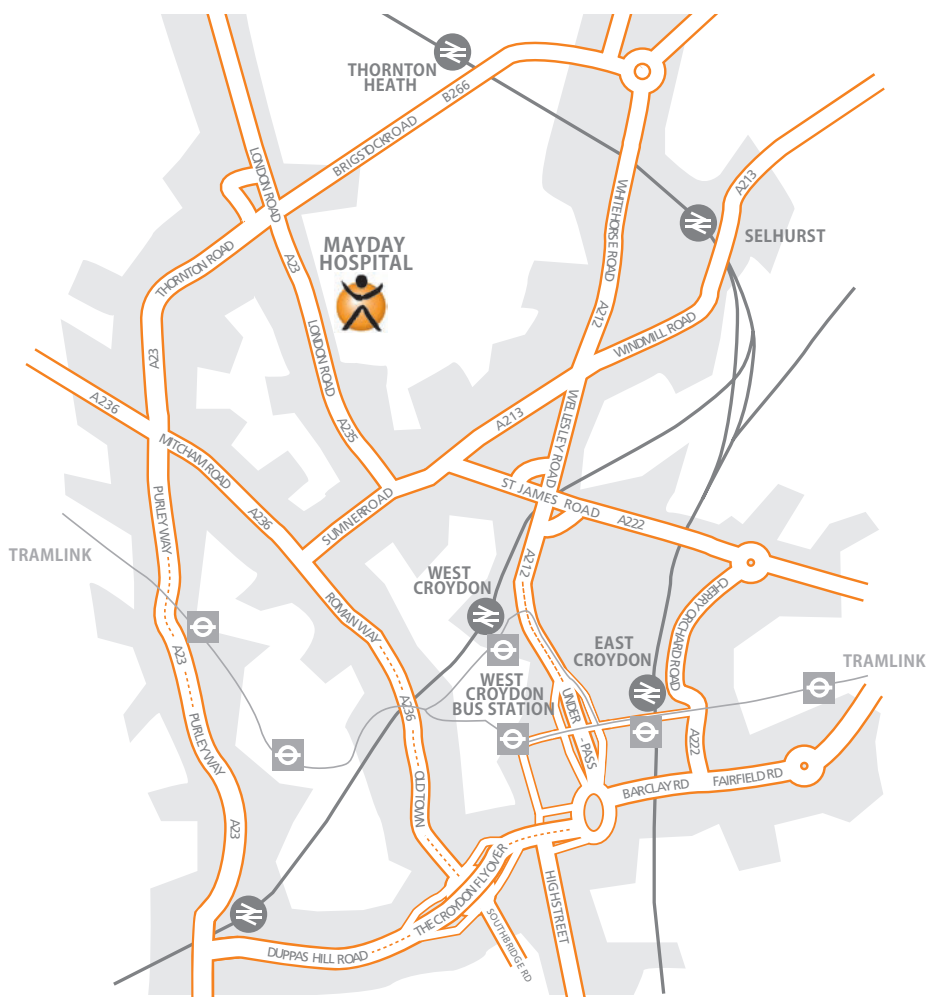 THORNTON
HEATH
B266
BRIGSTOCK ROAD
LONDON ROAD
A213
WHITEHORSE ROAD
SELHURST
THORNTON ROAD
A23
MAYDAY
HOSPITAL
A212
WINDMILL ROAD
LONDON ROAD
A23
A236
A213
WELLESLEY ROAD
A235
MITCHAM ROAD
PURLEY WAY
A236
SUMNER ROAD
ST JAMES ROAD
A222
TRAMLINK
A212
WEST
CROYDON
CHERRY ORCHARD ROAD
ROMAN WAY
EAST
CROYDON
A23
TRAMLINK
WEST
CROYDON
BUS STATION
A236
UNDER
- PASS
PURLEY WAY
A222
OLD TOWN
BARCLAY RD
FAIRFIELD RD
A23
THE CROYDON FLYOVER
HIGH STREET
SOUTHBRIDGE RD
DUPPAS HILL ROAD